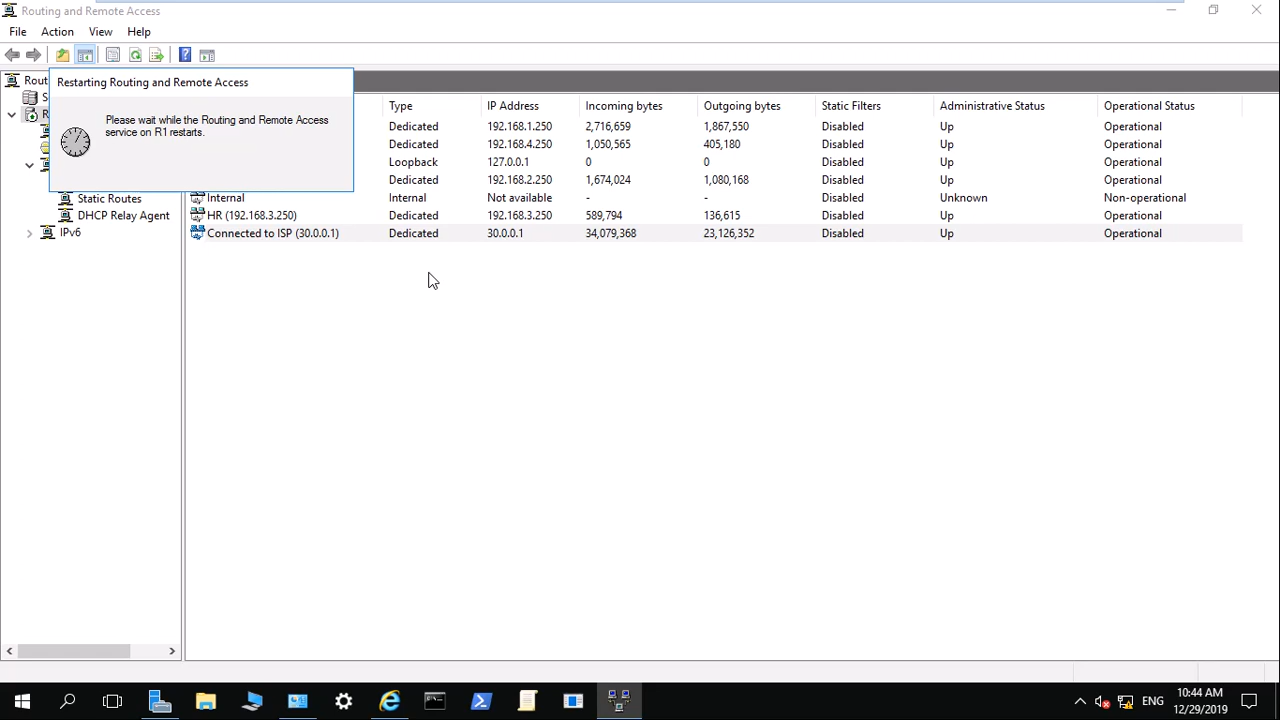 Routing and Remote Access
File Action View Help
Rout
Restarting Routing and Remote Access
Please wait while the Routing and Remote Access
service on R1 restarts.
Static Routes
DHCP Relay Agent
IPv6
Type IP Address Incoming bytes Outgoing bytes Static Filters Administrative Status Operational Status
Dedicated 192.168.1.250 2,716,659 1,867,550 Disabled Up Operational
Dedicated 192.168.4.250 1,050,565 405,180 Disabled Up Operational
Loopback 127.0.0.1 0 0 Disabled Up Operational
Dedicated 192.168.2.250 1,674,024 1,080,168 Disabled Up Operational
Internal Internal Not available - - Disabled Unknown Non-operational
HR (192.168.3.250) Dedicated 192.168.3.250 589,794 136,615 Disabled Up Operational
Connected to ISP (30.0.0.1) Dedicated 30.0.0.1 34,079,368 23,126,352 Disabled Up Operational
ENG
10:44 AM
12/29/2019